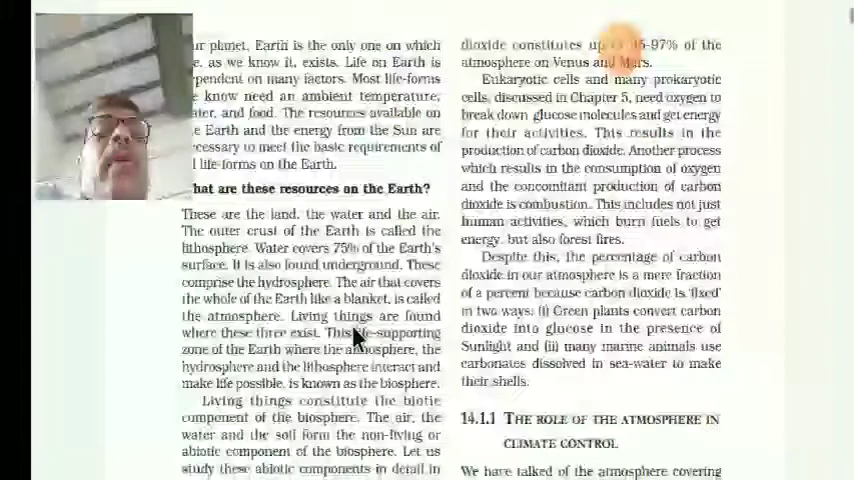 ur planet, Earth is the only one on which
e, as we know it, exists. Life on Earth is
pendent on many factors. Most life-forms
e know need an ambient temperature,
ater, and food. The resources available on
e Earth and the energy from the Sun are
cessary to meet the basic requirements of
l life-forms on the Earth.
hat are these resources on the Earth?
These are the land, the water and the air.
The outer crust of the Earth is called the
lithosphere. Water covers 75% of the Earth's
surface. It is also found underground. These
comprise the hydrosphere. The air that covers
the whole of the Earth like a blanket, is called
the atmosphere. Living things are found
where these three exist. This life-supporting
zone of the Earth where the atmosphere, the
hydrosphere and the lithosphere interact and
make life possible, is known as the biosphere.
Living things constitute the biotic
component of the biosphere. The air, the
water and the soil form the non-living or
abiotic component of the biosphere. Let us
study these abiotic components in detail in
dioxide constitutes up to 95-97% of the
atmosphere on Venus and Mars.
Eukaryotic cells and many prokaryotic
cells, discussed in Chapter 5, need oxygen to
break down glucose molecules and get energy
for their activities. This results in the
production of carbon dioxide. Another process
which results in the consumption of oxygen
and the concomitant production of carbon
dioxide is combustion. This includes not just
human activities, which burn fuels to get
energy, but also forest fires.
Despite this, the percentage of carbon
dioxide in our atmosphere is a mere fraction
of a percent because carbon dioxide is 'fixed'
in two ways: (i) Green plants convert carbon
dioxide into glucose in the presence of
Sunlight and (ii) many marine animals use
carbonates dissolved in sea-water to make
their shells.
14.1.1 THE ROLE OF THE ATMOSPHERE IN
CLIMATE CONTROL
We have talked of the atmosphere covering